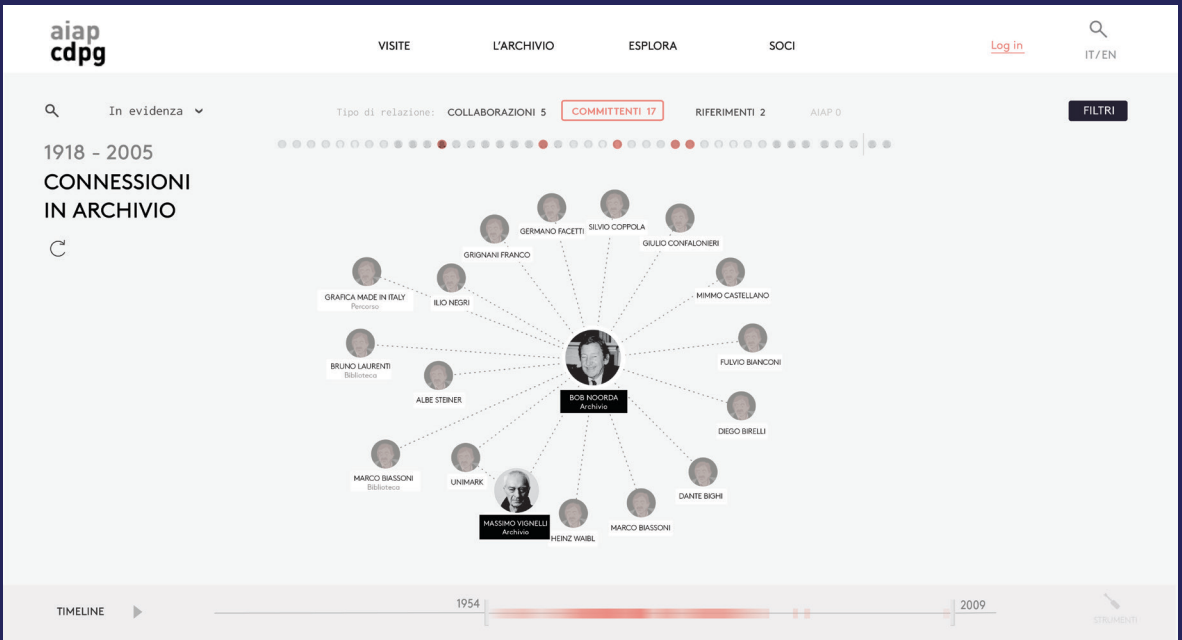 aiap
cdpg
VISITE
L'ARCHIVIO
ESPLORA
SOCI
Log in
IT/EN
In evidenza
Tipo di relazione:
COLLABORAZIONI 5
COMMITTENTI 17
RIFERIMENTI 2
AIAP 0
FILTRI
1918 - 2005
CONNESSIONI
IN ARCHIVIO
GERMANO FACETTI
SILVIO COPPOLA
GIULIO CONFALONIERI
GRIGNANI FRANCO
GRAFICA MADE IN ITALY
Percorso
ILIO NEGRI
MIMMO CASTELLANO
BRUNO LAURENTI
Biblioteca
FULVIO BIANCONI
ALBE STEINER
BOB NOORDA
Archivio
DIEGO BIRELLI
MARCO BIASSONI
Biblioteca
UNIMARK
DANTE BIGHI
MASSIMO VIGNELLI
Archivio
HEINZ WAIBL
MARCO BIASSONI
TIMELINE
1954
2009
STRUMENTI